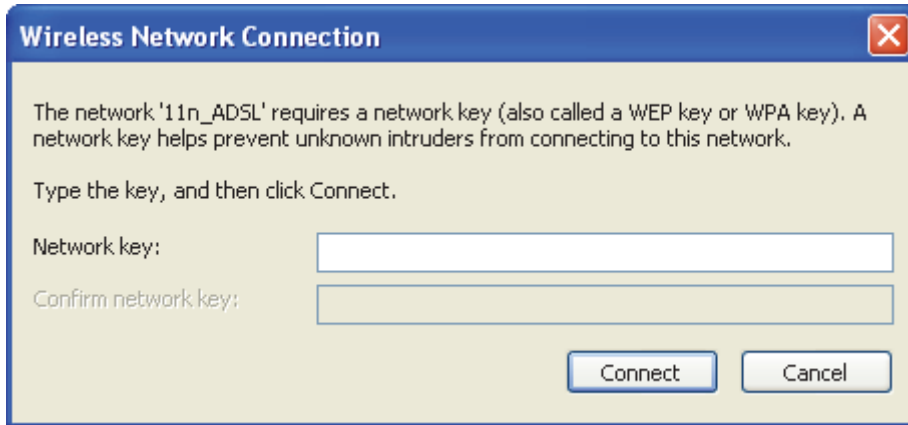 Wireless Network Connection
The network '11n_ADSL' requires a network key (also called a WEP key or WPA key). A
network key helps prevent unknown intruders from connecting to this network.
Type the key, and then click Connect.
Network key:
Confirm network key:
Connect Cancel